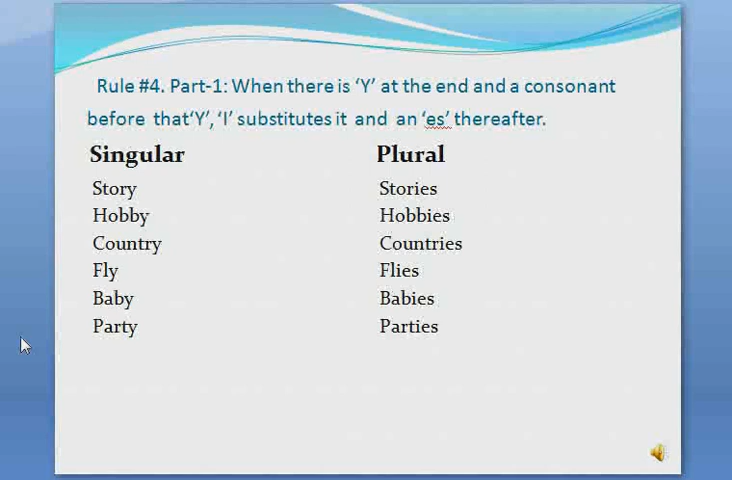 Rule #4. Part-1: When there is ‘Y’ at the end and a consonant
before that‘Y’, ‘I’ substitutes it and an ‘es’ thereafter.
Singular Plural
Story Stories
Hobby Hobbies
Country Countries
Fly Flies
Baby Babies
Party Parties